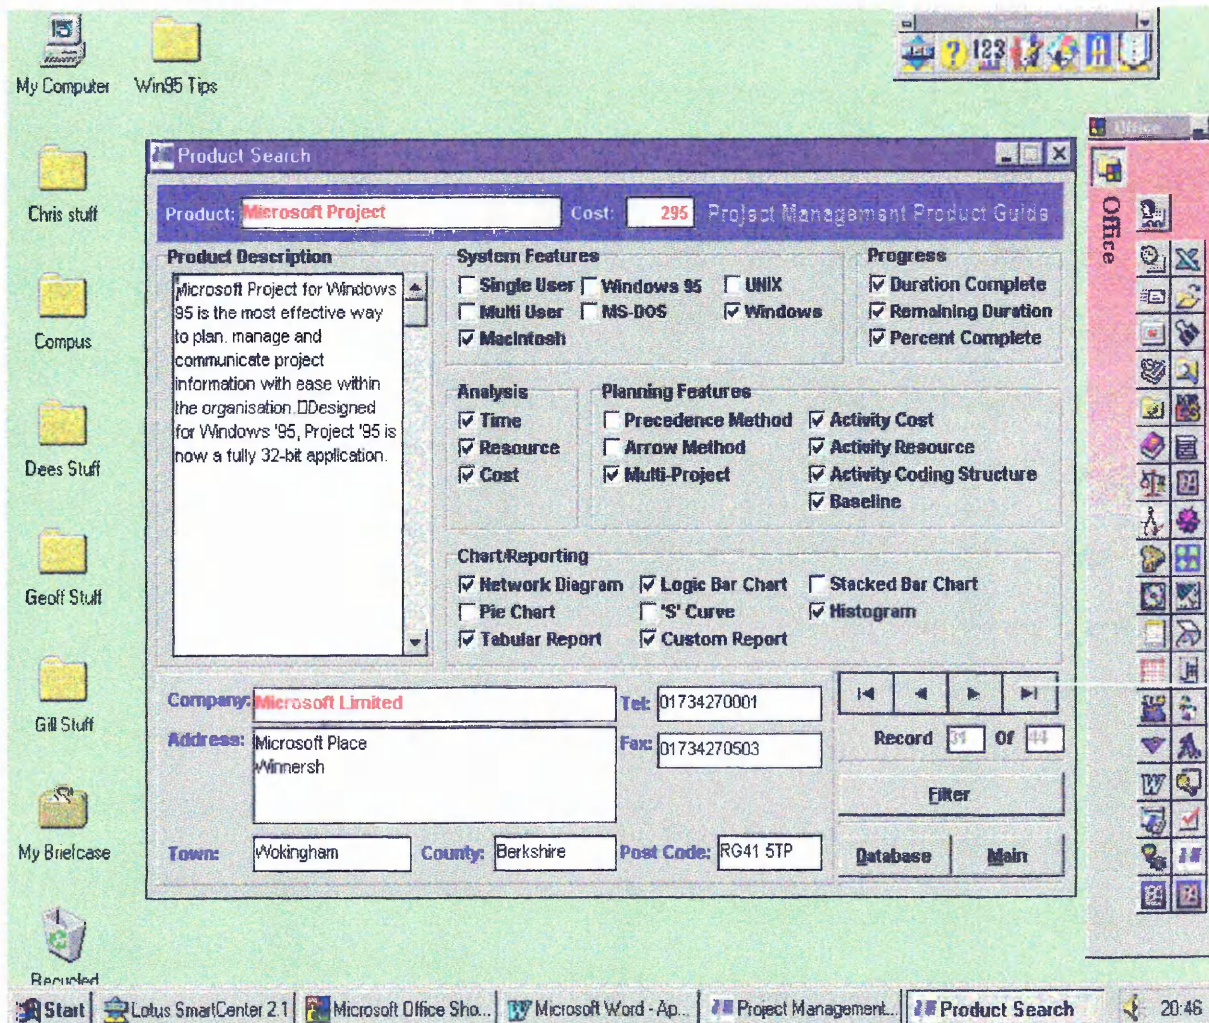 My Computer
Win95 Tips
Chris stuff
Compus
Dees Stuff
Geoff Stuff
Gill Stuff
My Briefcase
Recycled
123
Office
Office
Product Search
Product: Microsoft Project Cost: 295 Project Management Product Guide
Product Description
Microsoft Project for Windows
95 is the most effective way
to plan. manage and
communicate project
information with ease within
the organisation.▯Designed
for Windows '95, Project '95 is
now a fully 32-bit application.
System Features
Single User Windows 95 UNIX
Multi User MS-DOS Windows
Macintosh
Progress
Duration Complete
Remaining Duration
Percent Complete
Analysis
Time
Resource
Cost
Planning Features
Precedence Method Activity Cost
Arrow Method Activity Resource
Multi-Project Activity Coding Structure
Baseline
Chart/Reporting
Network Diagram Logic Bar Chart Stacked Bar Chart
Pie Chart 'S' Curve Histogram
Tabular Report Custom Report
Company: Microsoft Limited Tel: 01734270001
Address: Microsoft Place Fax: 01734270503
Winnersh
Town: Wokingham County: Berkshire Post Code: RG41 5TP
Record 31 Of 44
Filter
Database Main
Start Lotus SmartCenter 2.1 Microsoft Office Sho... Microsoft Word - Ap... Project Management... Product Search 20:46